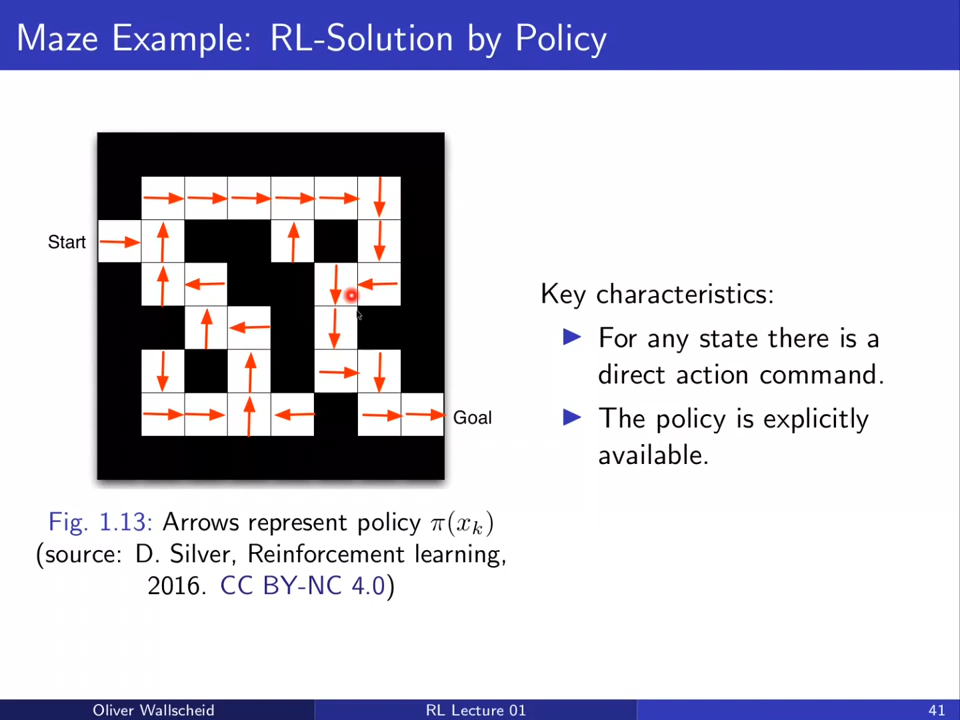 Maze Example: RL-Solution by Policy
Start
Goal
Fig. 1.13: Arrows represent policy π(xₖ)
(source: D. Silver, Reinforcement learning,
2016. CC BY-NC 4.0)
Key characteristics:
For any state there is a
direct action command.
The policy is explicitly
available.
Oliver Wallscheid
RL Lecture 01
41